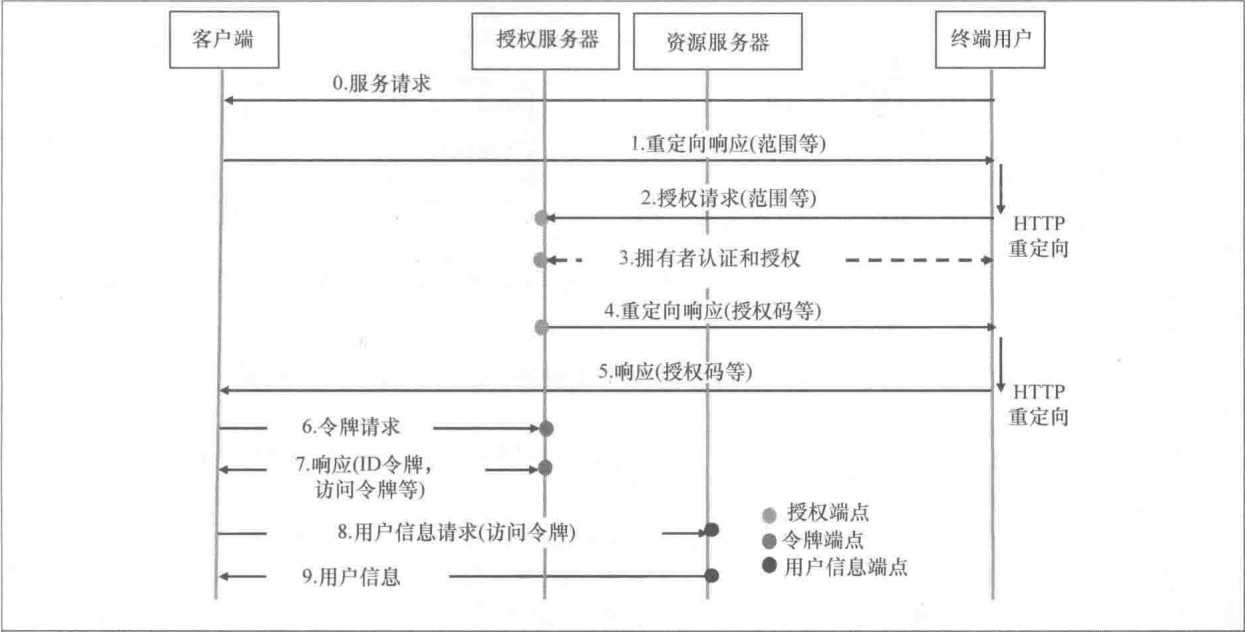 客户端
授权服务器
资源服务器
终端用户
0.服务请求
1.重定向响应(范围等)
2.授权请求(范围等)
HTTP
重定向
3.拥有者认证和授权
4.重定向响应(授权码等)
5.响应(授权码等)
HTTP
重定向
6.令牌请求
7.响应(ID令牌，
访问令牌等)
8.用户信息请求(访问令牌)
9.用户信息
授权端点
令牌端点
用户信息端点